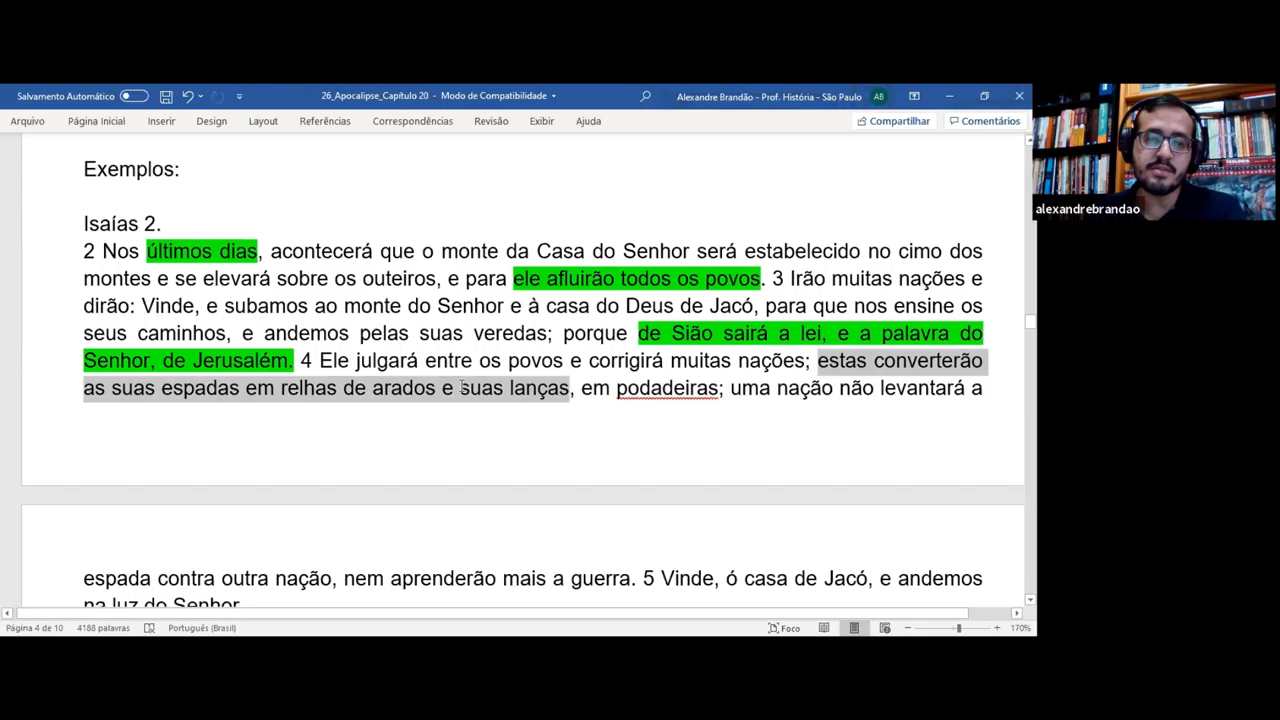 Salvamento Automático
26_Apocalipse_Capítulo 20 - Modo de Compatibilidade
Alexandre Brandão - Prof. História - São Paulo AB
Arquivo Página Inicial Inserir Design Layout Referências Correspondências Revisão Exibir Ajuda Compartilhar Comentários
Exemplos:
Isaías 2.
2 Nos últimos dias, acontecerá que o monte da Casa do Senhor será estabelecido no cimo dos
montes e se elevará sobre os outeiros, e para ele afluirão todos os povos. 3 Irão muitas nações e
dirão: Vinde, e subamos ao monte do Senhor e à casa do Deus de Jacó, para que nos ensine os
seus caminhos, e andemos pelas suas veredas; porque de Sião sairá a lei, e a palavra do
Senhor, de Jerusalém. 4 Ele julgará entre os povos e corrigirá muitas nações; estas converterão
as suas espadas em relhas de arados e suas lanças, em podadeiras; uma nação não levantará a
espada contra outra nação, nem aprenderão mais a guerra. 5 Vinde, ó casa de Jacó, e andemos
na luz do Senhor.
Página 4 de 10 4188 palavras Português (Brasil) Foco 170%
alexandrebrandao
TEOLOGIA